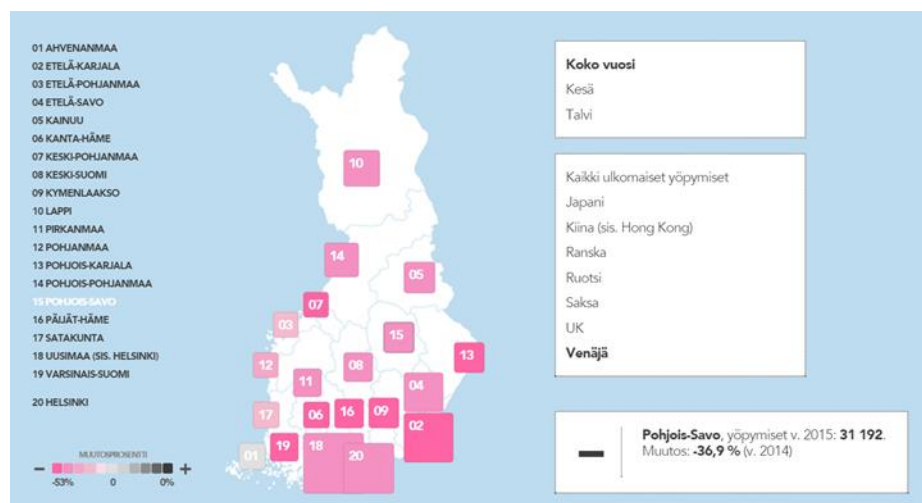 01 AHVENANMAA
02 ETELÄ-KARJALA
03 ETELÄ-POHJANMAA
04 ETELÄ-SAVO
05 KAINUU
06 KANTA-HÄME
07 KESKI-POHJANMAA
08 KESKI-SUOMI
09 KYMENLAAKSO
10 LAPPI
11 PIRKANMAA
12 POHJANMAA
13 POHJOIS-KARJALA
14 POHJOIS-POHJANMAA
15 POHJOIS-SAVO
16 PÄIJÄT-HÄME
17 SATAKUNTA
18 UUSIMAA (SIS. HELSINKI)
19 VARSINAIS-SUOMI
20 HELSINKI
MUUTOSPROSENTTI
− +
-53% 0 0%
10
14
05
07
03
15
13
12
08
11
04
17
06
16
09
02
19
18
01
20
Koko vuosi
Kesä
Talvi
Kaikki ulkomaiset yöpymiset
Japani
Kiina (sis. Hong Kong)
Ranska
Ruotsi
Saksa
UK
Venäjä
Pohjois-Savo, yöpymiset v. 2015: 31 192.
Muutos: -36,9 % (v. 2014)